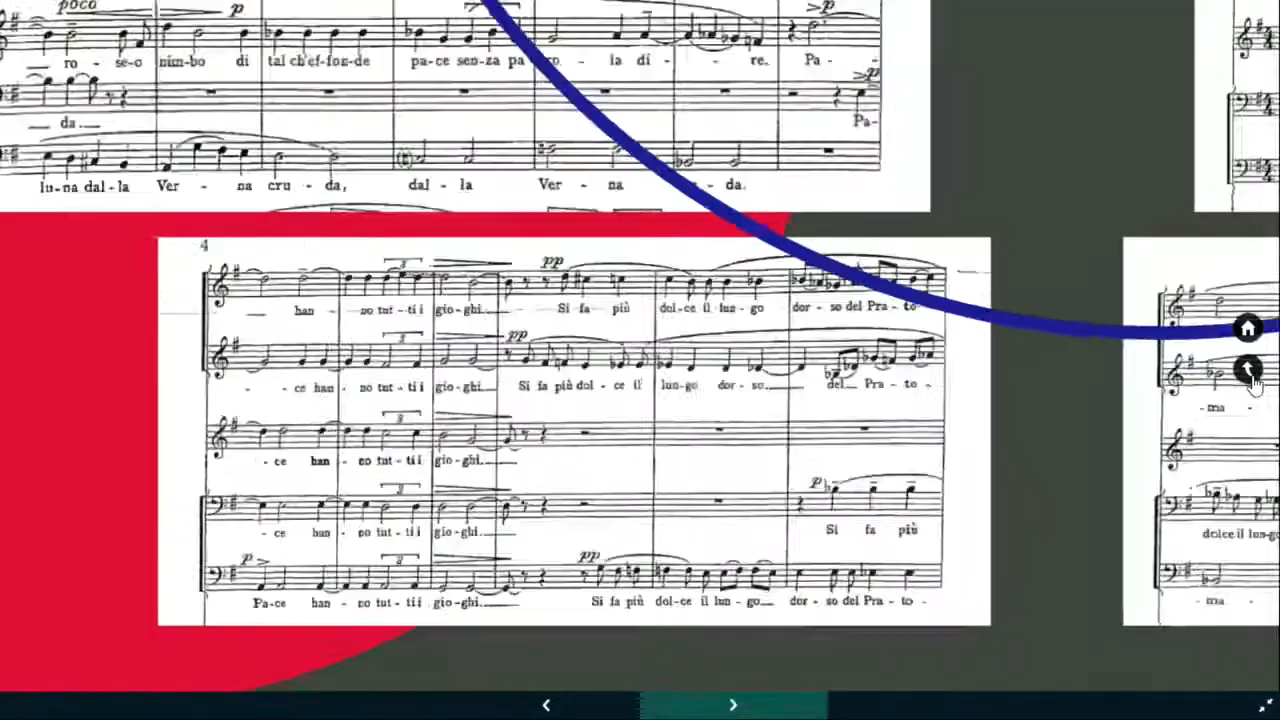 poco p >p
ro - se-o nim-bo di tal ch'ef-fon-de pa-ce sen-za pa ro - la di - - re. Pa - -
>p
da. Pa-
lu-na dal-la Ver - na cru - da, dal - la Ver - na - da.
4
3 pp
han - no tut-ti i gio-ghi. Si fa più dol-ce il lun-go dor-so del Pra-to-
3 pp
- ce han - no tut-ti i gio-ghi. Si fa più dol - ce il lun-go dor-so. del Pra-to-
- ma -
3
- ce han - no tut-ti i gio-ghi.
3 p
- ce han - no tut-ti i gio-ghi. Si fa più
dolce il lun-go
p > 3 pp
Pa-ce han - no tut-ti i gio-ghi. Si fa più dol-ce il lun-go dor-so del Pra-to-
- ma -